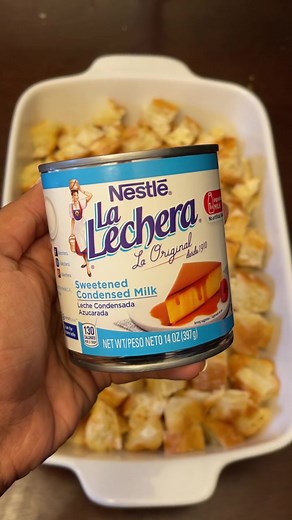 Nestlé®
La
Lechera®
La Original
desde 1910
Sweetened
Condensed Milk
Leche Condensada
Azucarada
130
CALORIES
NET WT/PESO NETO 14 OZ (397g)